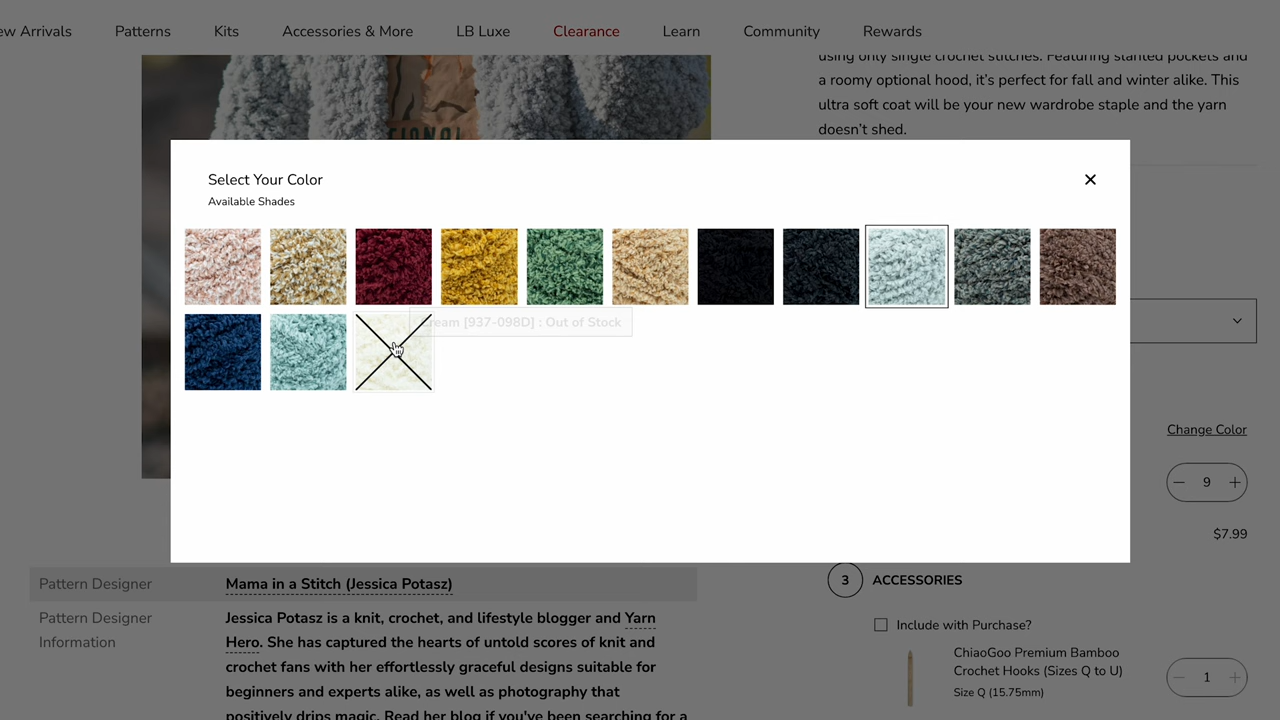 ew Arrivals
Patterns
Kits
Accessories & More
LB Luxe
Clearance
Learn
Community
Rewards
using only single crochet stitches. Featuring slanted pockets and
a roomy optional hood, it's perfect for fall and winter alike. This
ultra soft coat will be your new wardrobe staple and the yarn
doesn't shed.
Select Your Color
Available Shades
ream [937-098D] : Out of Stock
Change Color
9
$7.99
Pattern Designer
Mama in a Stitch (Jessica Potasz)
Pattern Designer
Information
Jessica Potasz is a knit, crochet, and lifestyle blogger and Yarn
Hero. She has captured the hearts of untold scores of knit and
crochet fans with her effortlessly graceful designs suitable for
beginners and experts alike, as well as photography that
positively drips magic. Read her blog if you've been searching for a
3
ACCESSORIES
Include with Purchase?
ChiaoGoo Premium Bamboo
Crochet Hooks (Sizes Q to U)
Size Q (15.75mm)
1